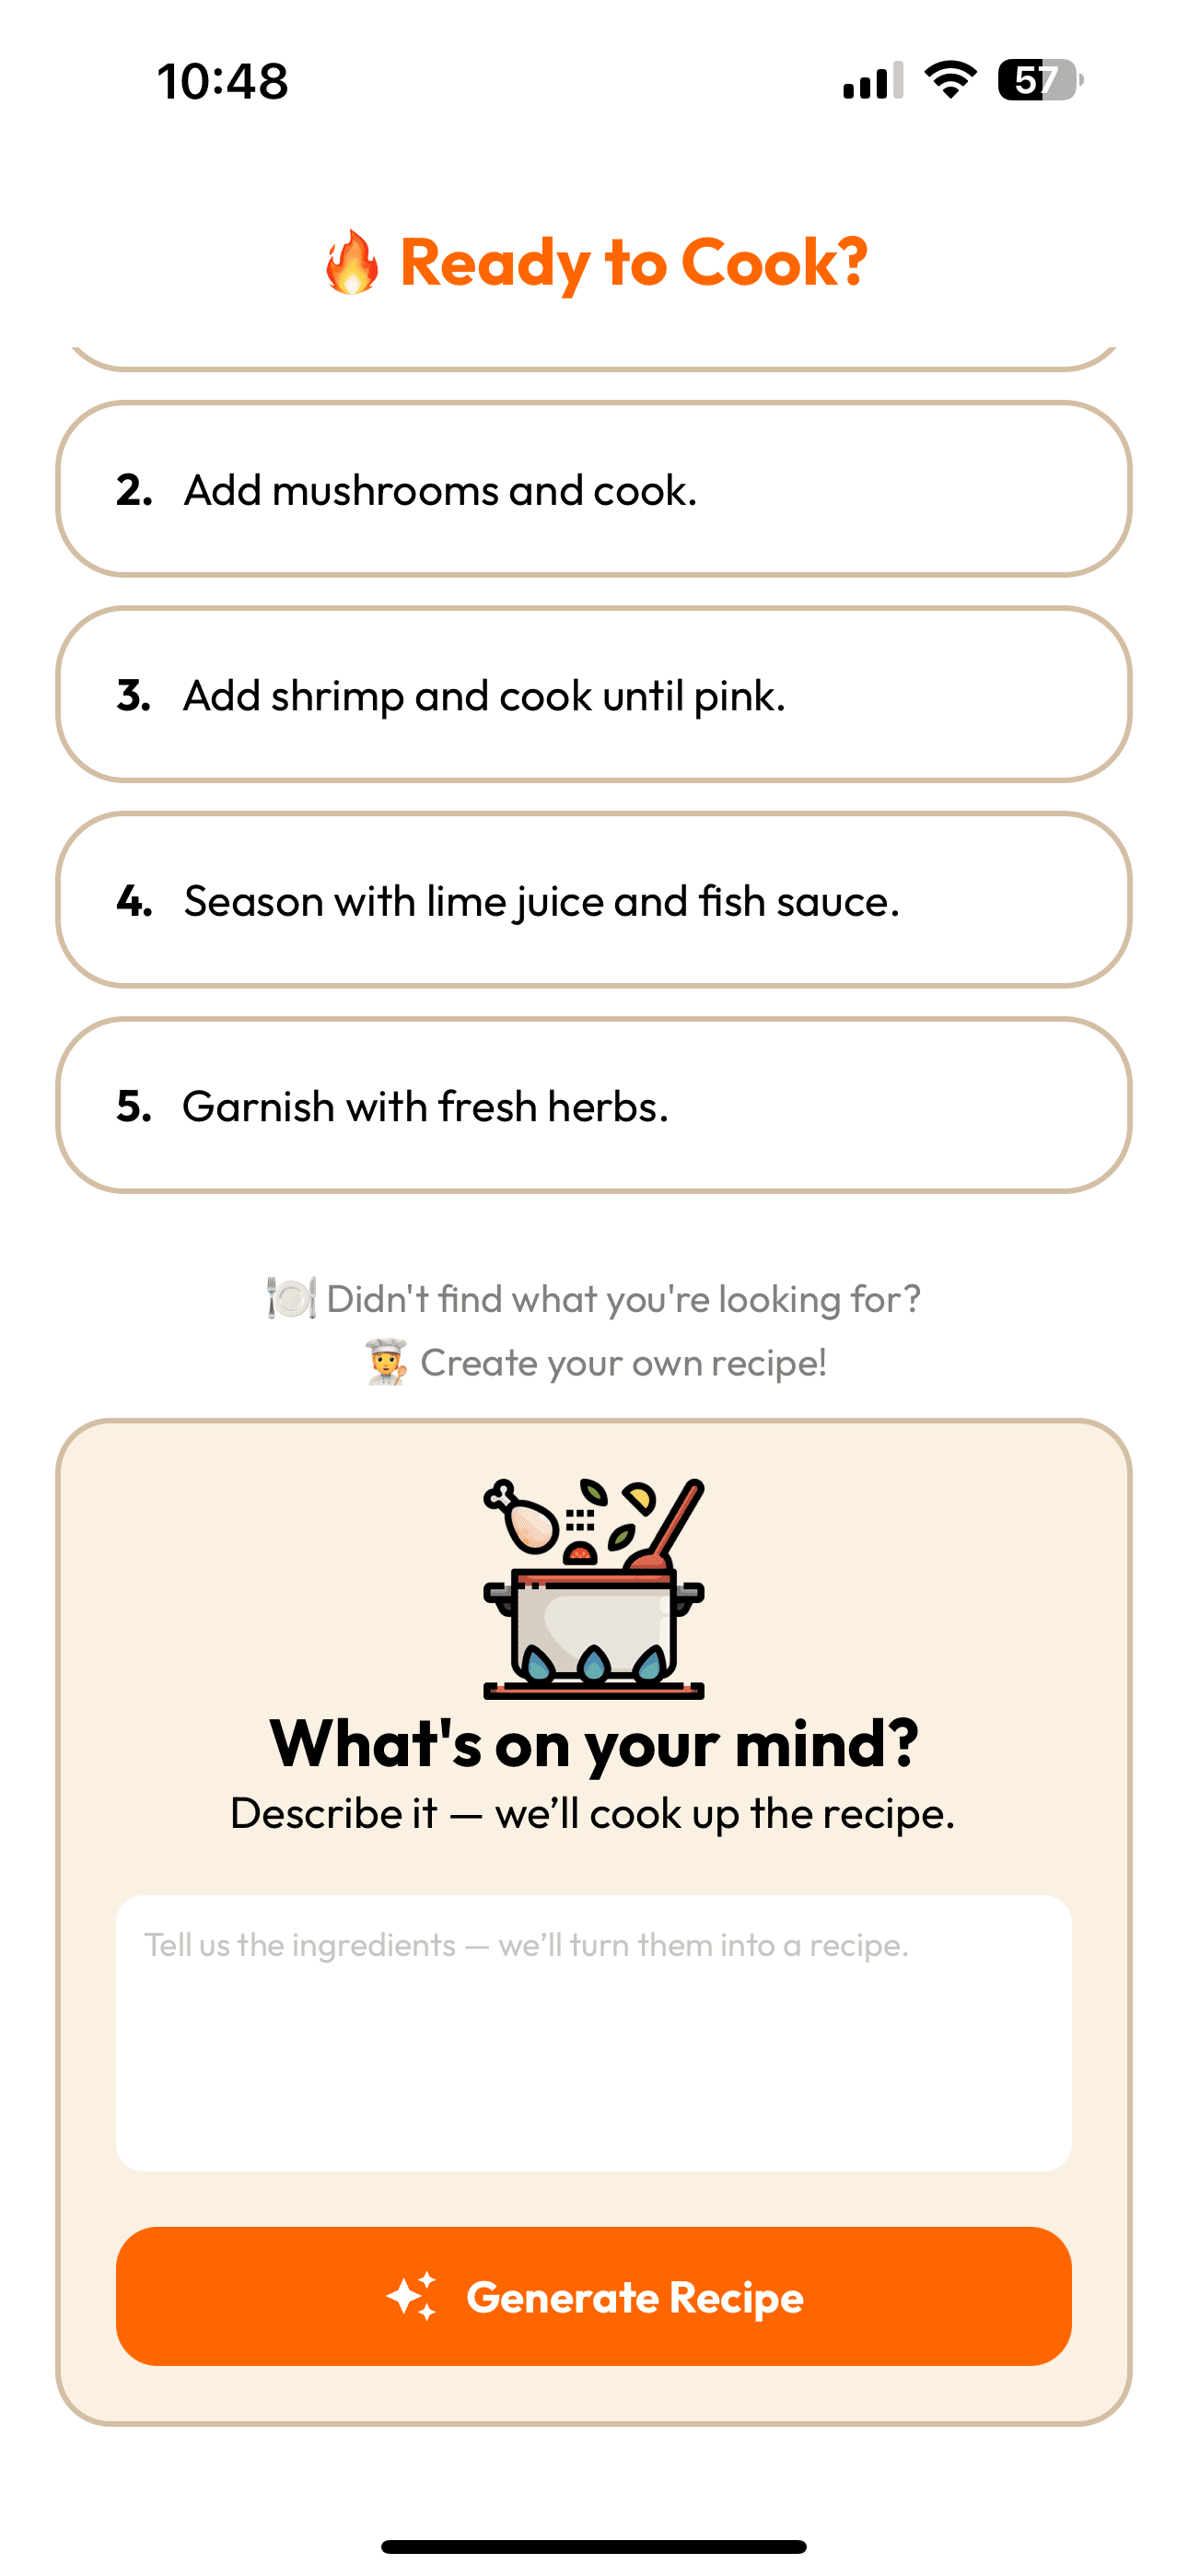 10:48
57
🔥 Ready to Cook?
2. Add mushrooms and cook.
3. Add shrimp and cook until pink.
4. Season with lime juice and fish sauce.
5. Garnish with fresh herbs.
🍽️ Didn't find what you're looking for?
🧑‍🍳 Create your own recipe!
What's on your mind?
Describe it — we’ll cook up the recipe.
Tell us the ingredients — we’ll turn them into a recipe.
Generate Recipe